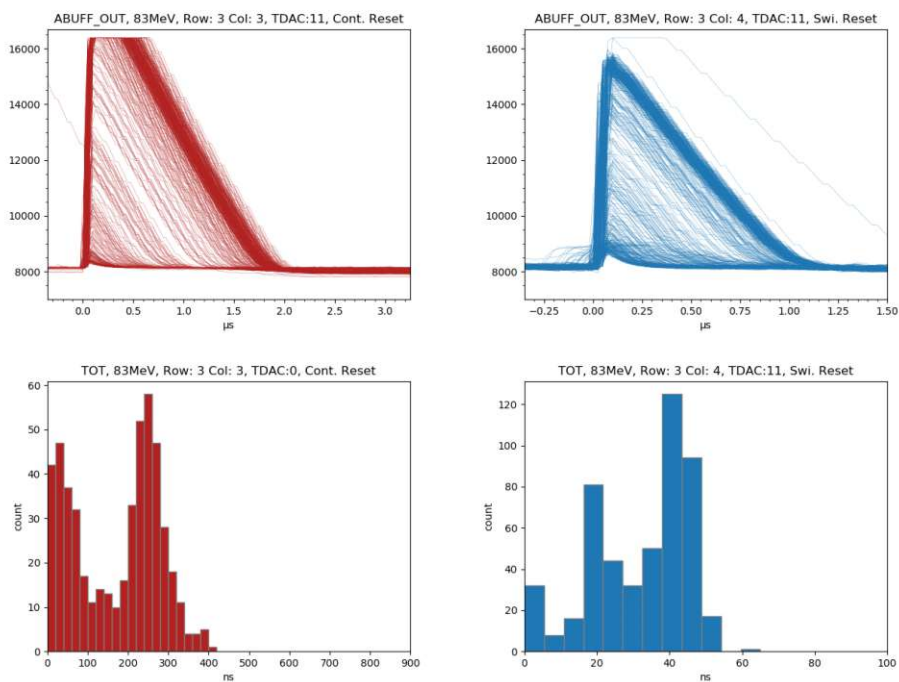 ABUFF_OUT, 83MeV, Row: 3 Col: 3, TDAC:11, Cont. Reset
16000
14000
12000
10000
8000
0.0 0.5 1.0 1.5 2.0 2.5 3.0
µs
ABUFF_OUT, 83MeV, Row: 3 Col: 4, TDAC:11, Swi. Reset
16000
14000
12000
10000
8000
−0.25 0.00 0.25 0.50 0.75 1.00 1.25 1.50
µs
TOT, 83MeV, Row: 3 Col: 3, TDAC:0, Cont. Reset
60
50
40
30
20
10
0
count
0 100 200 300 400 500 600 700 800 900
ns
TOT, 83MeV, Row: 3 Col: 4, TDAC:11, Swi. Reset
120
100
80
60
40
20
0
count
0 20 40 60 80 100
ns